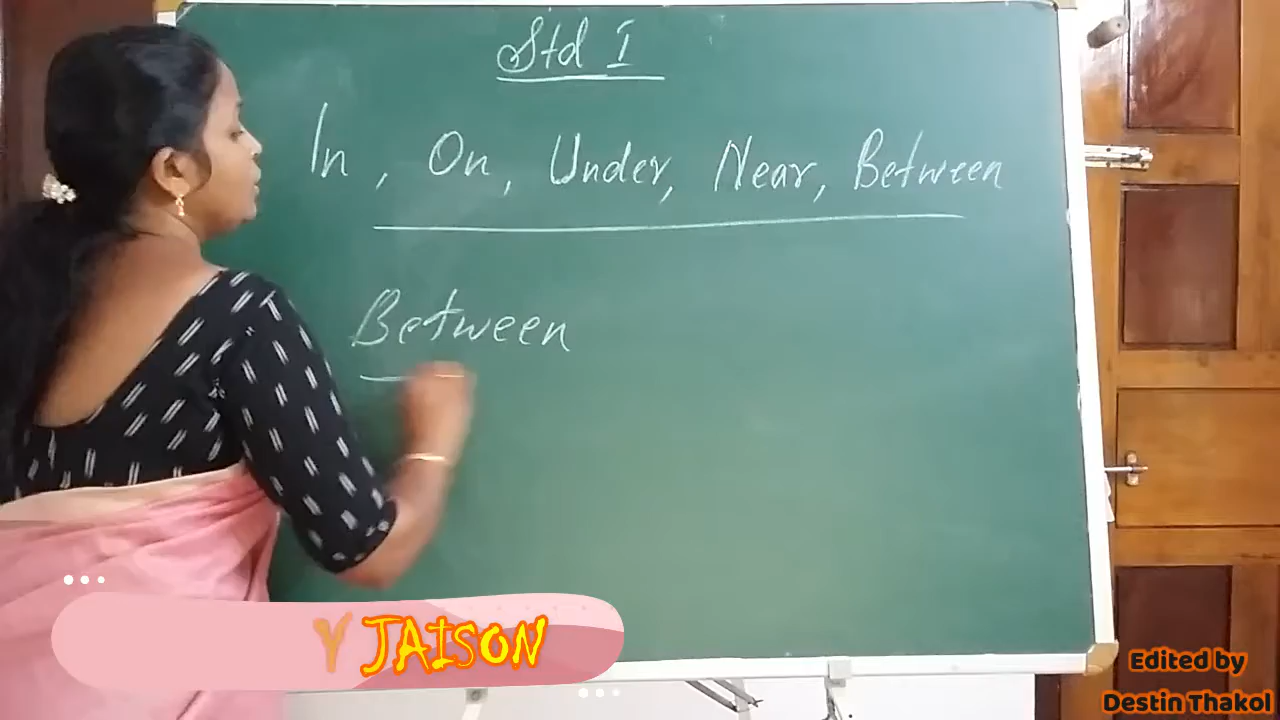 Std I
In, On, Under, Near, Between
Between
Y JAISON
Edited by
Destin Thakol